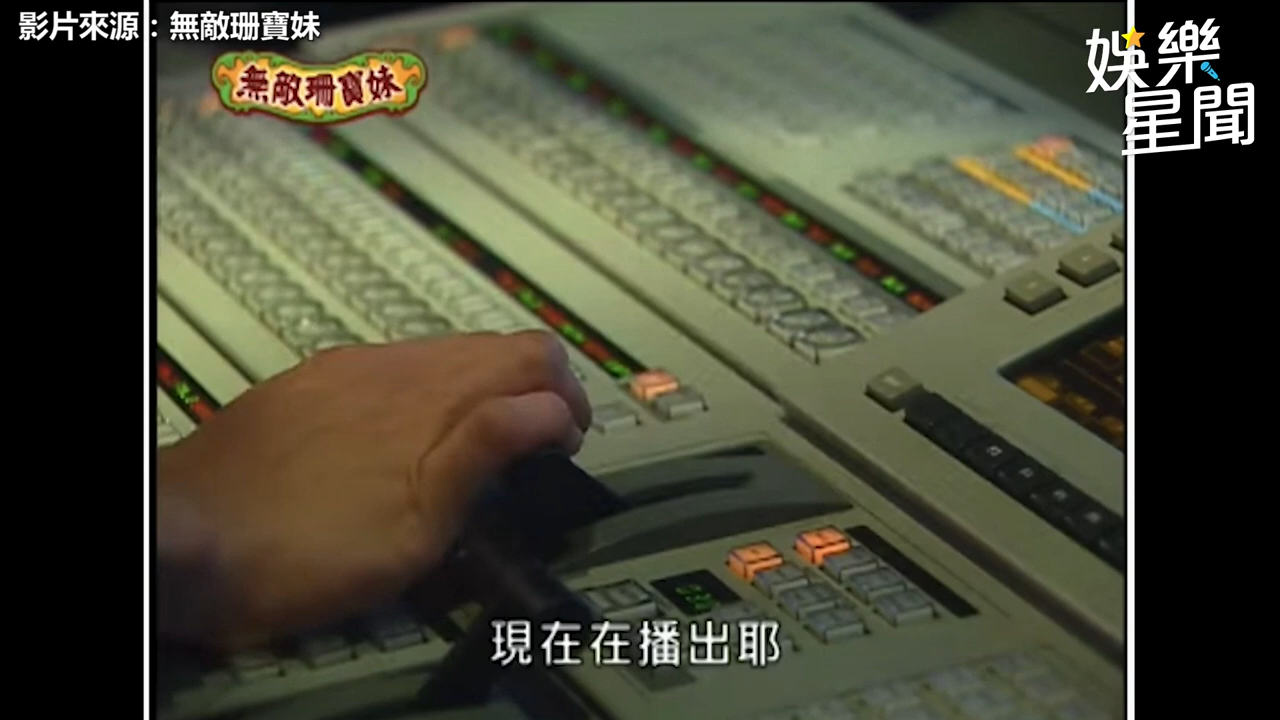 影片來源：無敵珊寶妹
無敵珊寶妹
娛樂
星聞
現在在播出耶